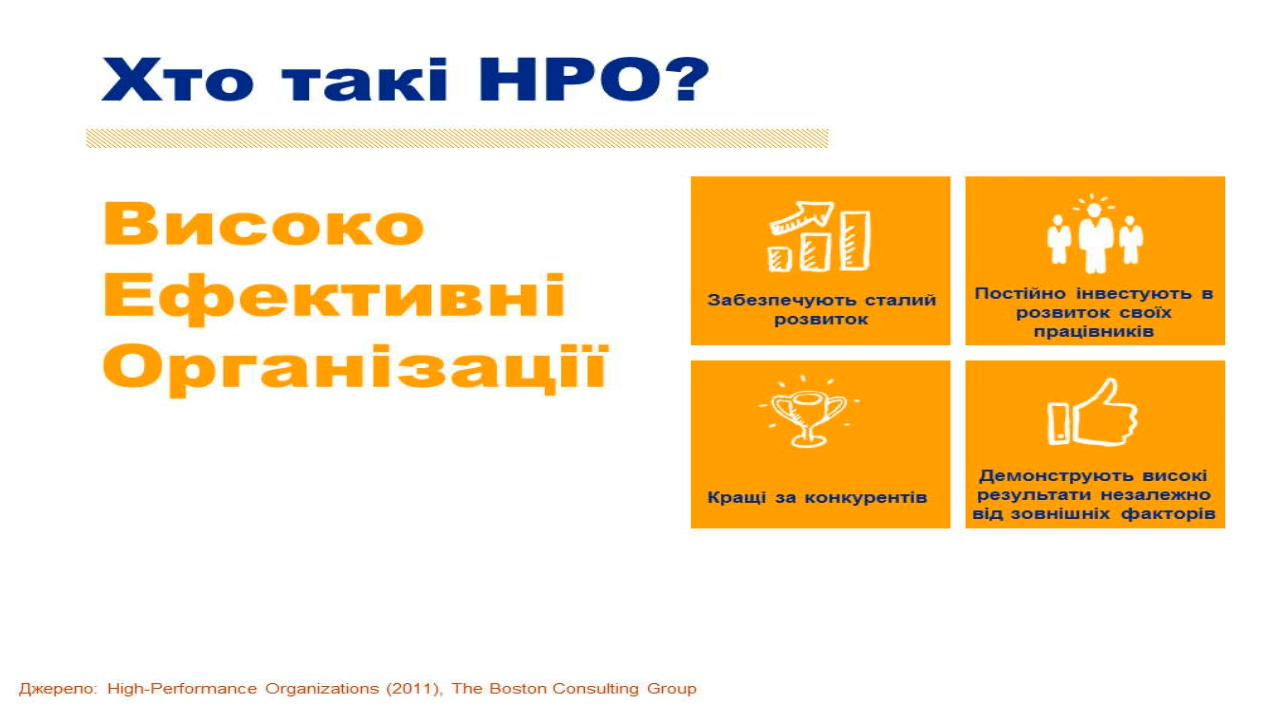 Хто такі HPO?
Високо
Ефективні
Організації
Забезпечують сталий
розвиток
Постійно інвестують в
розвиток своїх
працівників
Кращі за конкурентів
Демонструють високі
результати незалежно
від зовнішніх факторів
Джерело: High-Performance Organizations (2011), The Boston Consulting Group